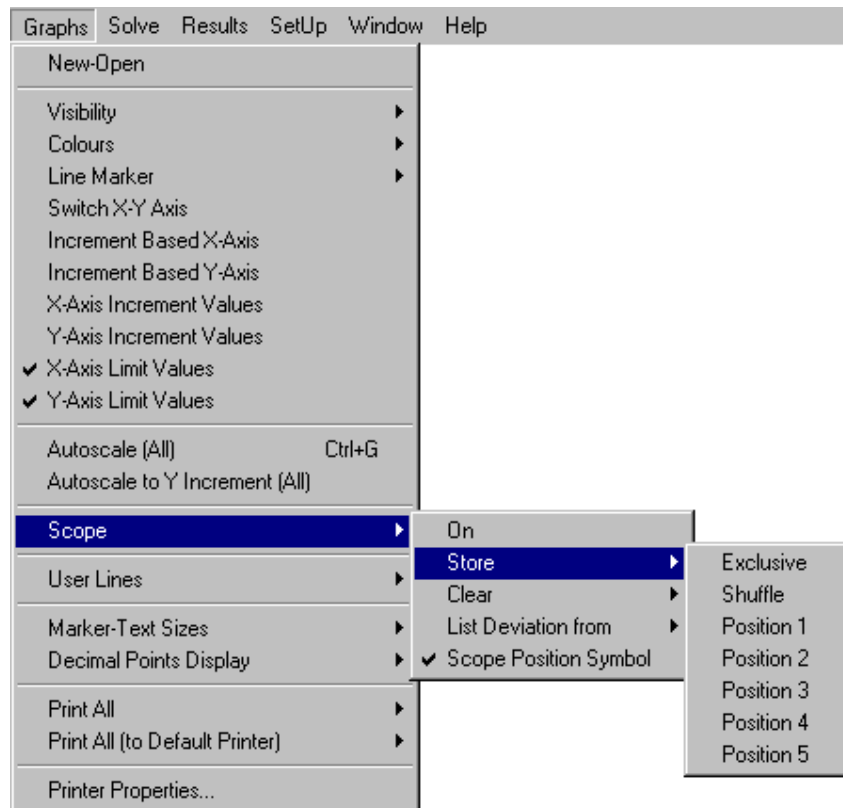 Graphs Solve Results SetUp Window Help
New-Open
Visibility
Colours
Line Marker
Switch X-Y Axis
Increment Based X-Axis
Increment Based Y-Axis
X-Axis Increment Values
Y-Axis Increment Values
X-Axis Limit Values
Y-Axis Limit Values
Autoscale (All) Ctrl+G
Autoscale to Y Increment (All)
Scope
User Lines
Marker-Text Sizes
Decimal Points Display
Print All
Print All (to Default Printer)
Printer Properties...
On
Store
Clear
List Deviation from
Scope Position Symbol
Exclusive
Shuffle
Position 1
Position 2
Position 3
Position 4
Position 5